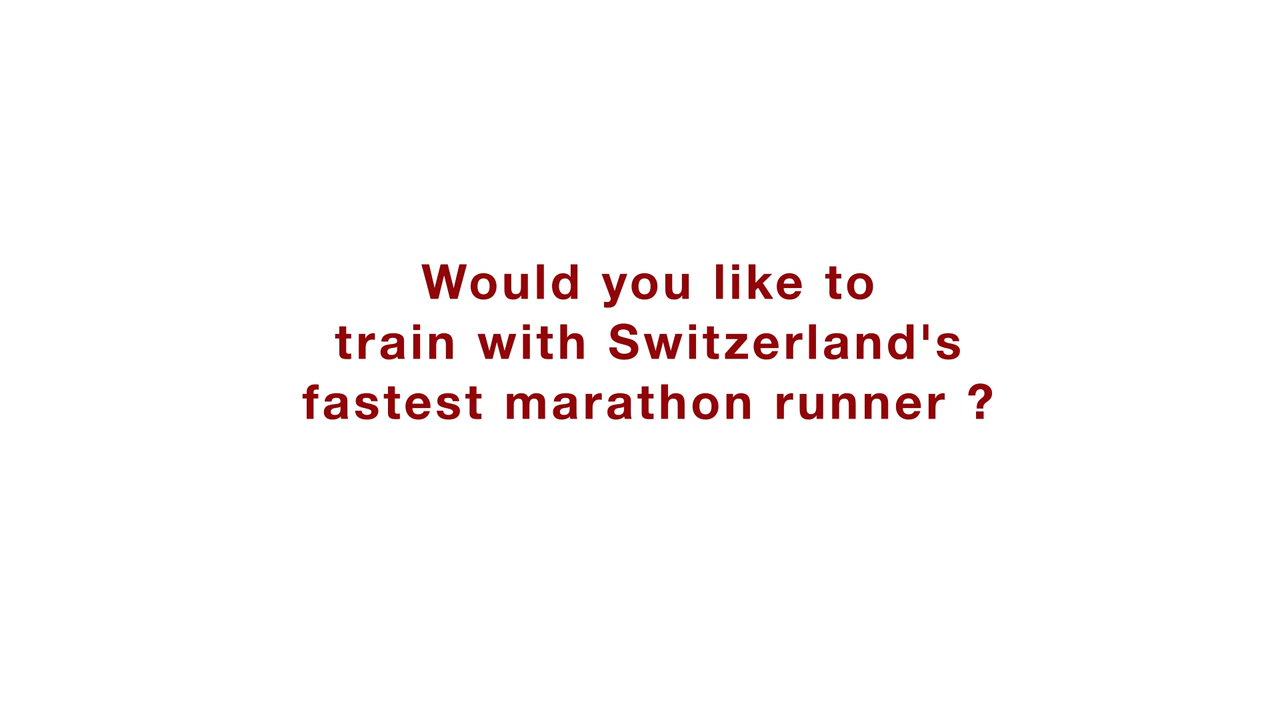 Would you like to
train with Switzerland's
fastest marathon runner ?